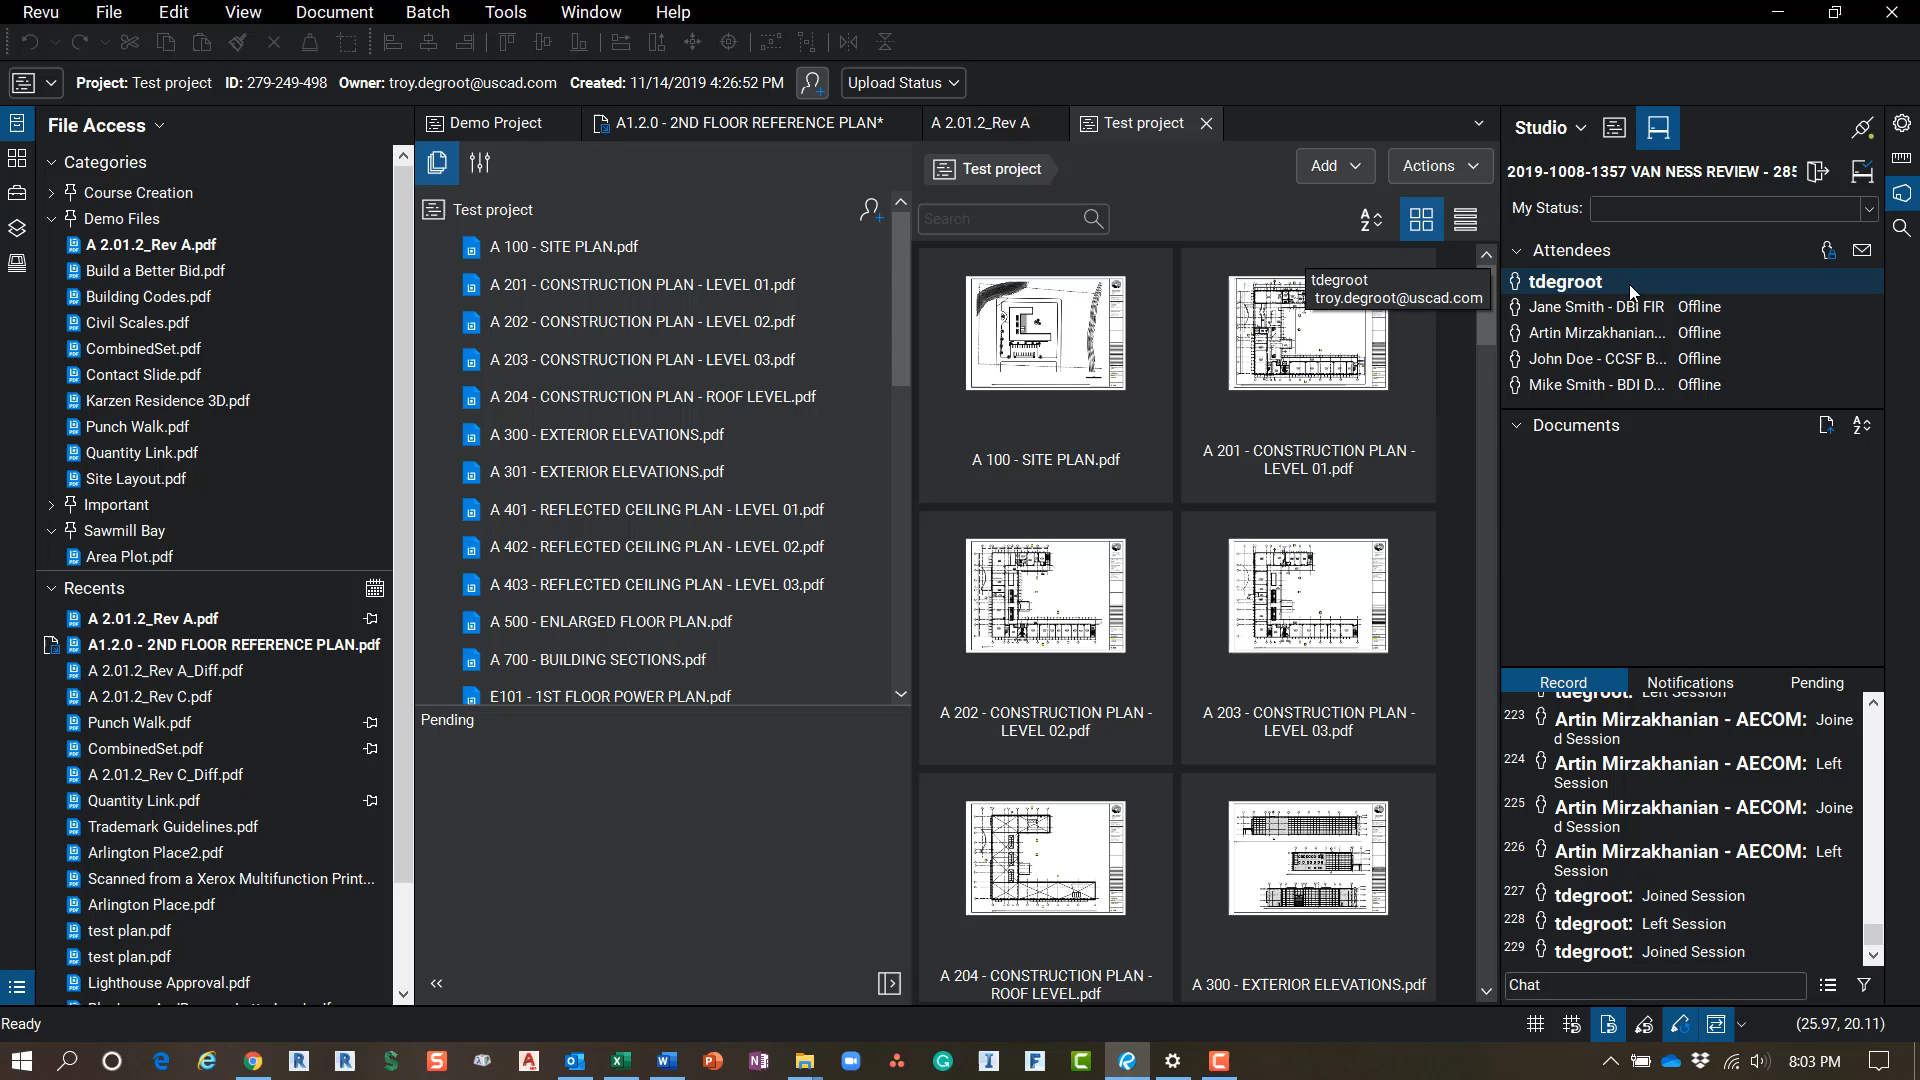 Revu File Edit View Document Batch Tools Window Help
Project: Test project ID: 279-249-498 Owner: troy.degroot@uscad.com Created: 11/14/2019 4:26:52 PM Upload Status
File Access
Categories
Course Creation
Demo Files
A 2.01.2_Rev A.pdf
Build a Better Bid.pdf
Building Codes.pdf
Civil Scales.pdf
CombinedSet.pdf
Contact Slide.pdf
Karzen Residence 3D.pdf
Punch Walk.pdf
Quantity Link.pdf
Site Layout.pdf
Important
Sawmill Bay
Area Plot.pdf
Recents
A 2.01.2_Rev A.pdf
A1.2.0 - 2ND FLOOR REFERENCE PLAN.pdf
A 2.01.2_Rev A_Diff.pdf
A 2.01.2_Rev C.pdf
Punch Walk.pdf
CombinedSet.pdf
A 2.01.2_Rev C_Diff.pdf
Quantity Link.pdf
Trademark Guidelines.pdf
Arlington Place2.pdf
Scanned from a Xerox Multifunction Print...
Arlington Place.pdf
test plan.pdf
test plan.pdf
Lighthouse Approval.pdf
Demo Project A1.2.0 - 2ND FLOOR REFERENCE PLAN* A 2.01.2_Rev A Test project
Test project
A 100 - SITE PLAN.pdf
A 201 - CONSTRUCTION PLAN - LEVEL 01.pdf
A 202 - CONSTRUCTION PLAN - LEVEL 02.pdf
A 203 - CONSTRUCTION PLAN - LEVEL 03.pdf
A 204 - CONSTRUCTION PLAN - ROOF LEVEL.pdf
A 300 - EXTERIOR ELEVATIONS.pdf
A 301 - EXTERIOR ELEVATIONS.pdf
A 401 - REFLECTED CEILING PLAN - LEVEL 01.pdf
A 402 - REFLECTED CEILING PLAN - LEVEL 02.pdf
A 403 - REFLECTED CEILING PLAN - LEVEL 03.pdf
A 500 - ENLARGED FLOOR PLAN.pdf
A 700 - BUILDING SECTIONS.pdf
E101 - 1ST FLOOR POWER PLAN.pdf
Pending
Test project Add Actions
Search
A 100 - SITE PLAN.pdf
A 201 - CONSTRUCTION PLAN -
LEVEL 01.pdf
A 202 - CONSTRUCTION PLAN -
LEVEL 02.pdf
A 203 - CONSTRUCTION PLAN -
LEVEL 03.pdf
A 204 - CONSTRUCTION PLAN -
ROOF LEVEL.pdf
A 300 - EXTERIOR ELEVATIONS.pdf
tdegroot
troy.degroot@uscad.com
Studio
2019-1008-1357 VAN NESS REVIEW - 285
My Status:
Attendees
tdegroot
Jane Smith - DBI FIR Offline
Artin Mirzakhanian... Offline
John Doe - CCSF B... Offline
Mike Smith - BDI D... Offline
Documents
Record Notifications Pending
tdegroot: Left Session
223 Artin Mirzakhanian - AECOM: Joine
d Session
224 Artin Mirzakhanian - AECOM: Left
Session
225 Artin Mirzakhanian - AECOM: Joine
d Session
226 Artin Mirzakhanian - AECOM: Left
Session
227 tdegroot: Joined Session
228 tdegroot: Left Session
229 tdegroot: Joined Session
Chat
Ready (25.97, 20.11)
8:03 PM